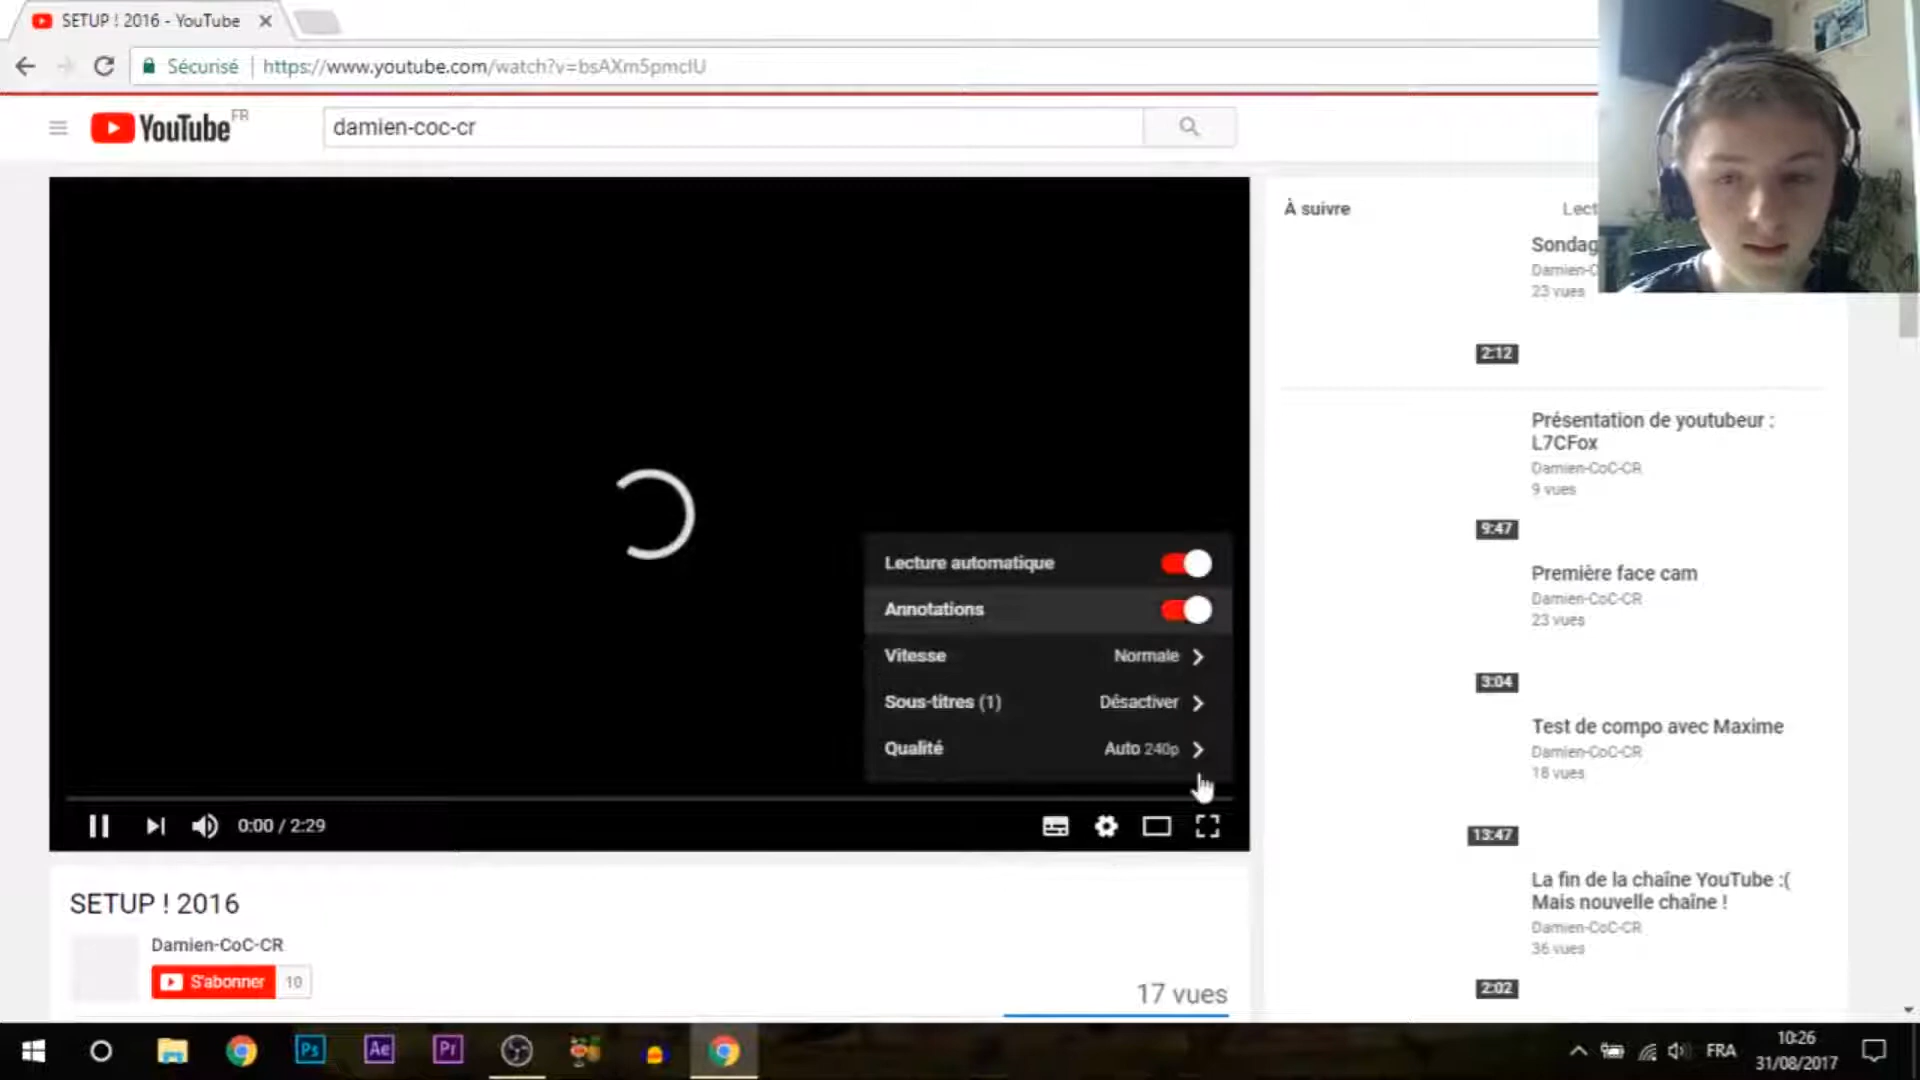 SETUP ! 2016 - YouTube
Sécurisé
https://www.youtube.com/watch?v=bsAXm5pmcIU
YouTube FR
damien-coc-cr
À suivre
Lect
Sondag
Damien-C
23 vues
2:12
Présentation de youtubeur :
L7CFox
Damien-CoC-CR
9 vues
9:47
Première face cam
Damien-CoC-CR
23 vues
3:04
Test de compo avec Maxime
Damien-CoC-CR
18 vues
13:47
La fin de la chaîne YouTube :(
Mais nouvelle chaîne !
Damien-CoC-CR
36 vues
2:02
Lecture automatique
Annotations
Vitesse Normale
Sous-titres (1) Désactiver
Qualité Auto 240p
0:00 / 2:29
SETUP ! 2016
Damien-CoC-CR
S'abonner 10
17 vues
Ps
Ae
Pr
FRA
10:26
31/08/2017